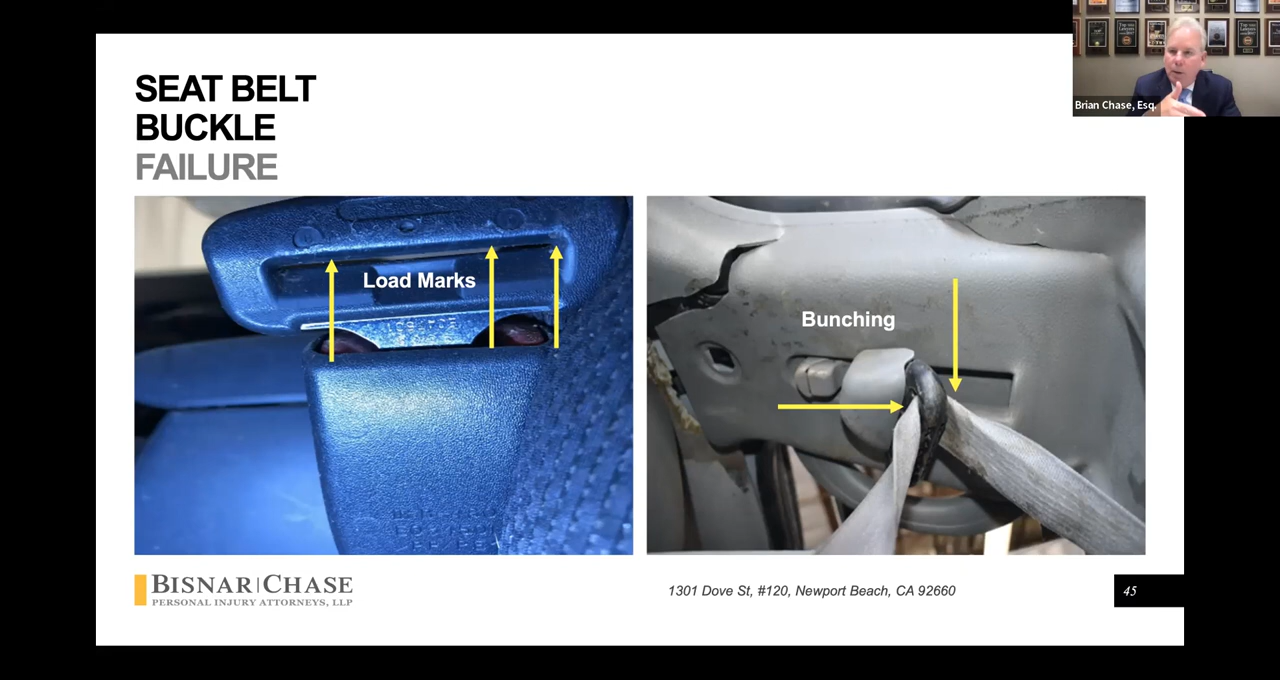 SEAT BELT
BUCKLE
FAILURE
Brian Chase, Esq.
Load Marks
Bunching
BISNAR|CHASE
PERSONAL INJURY ATTORNEYS, LLP
1301 Dove St, #120, Newport Beach, CA 92660
45